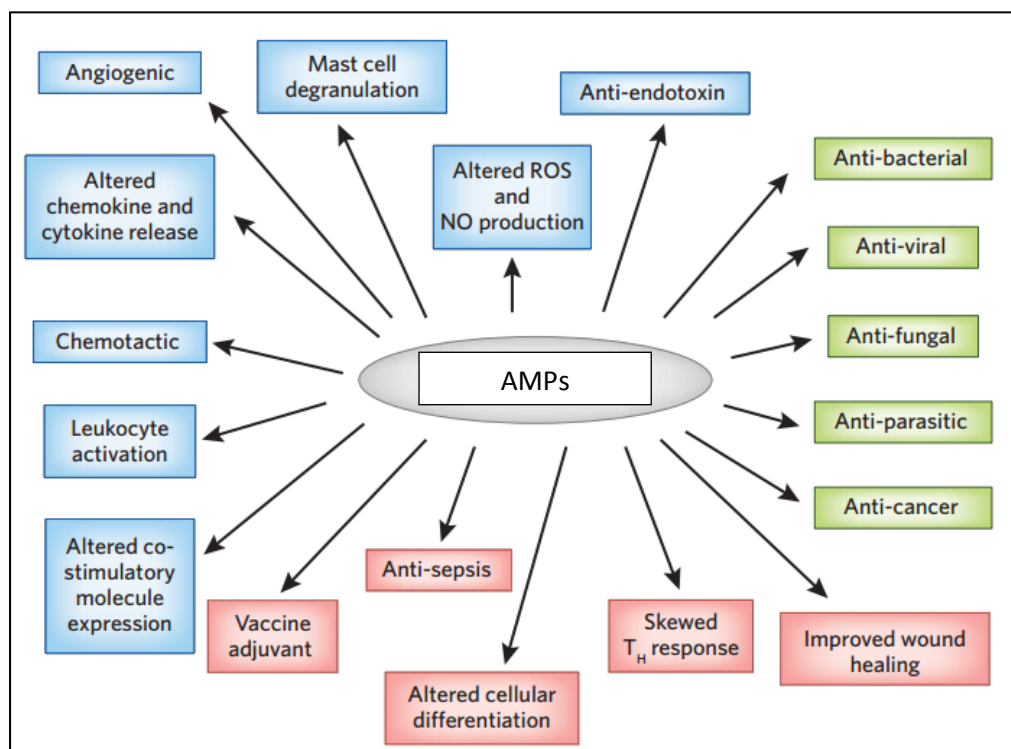 Angiogenic
Mast cell
degranulation
Anti-endotoxin
Altered
chemokine and
cytokine release
Altered ROS
and
NO production
Anti-bacterial
Anti-viral
Chemotactic
Anti-fungal
AMPs
Leukocyte
activation
Anti-parasitic
Anti-cancer
Altered co-
stimulatory
molecule
expression
Vaccine
adjuvant
Anti-sepsis
Altered cellular
differentiation
Skewed
TH response
Improved wound
healing